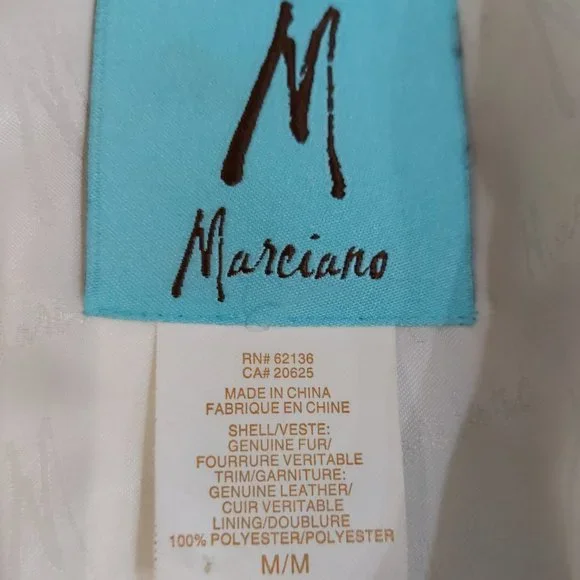 M
Marciano
RN# 62136
CA# 20625
MADE IN CHINA
FABRIQUE EN CHINE
SHELL/VESTE:
GENUINE FUR/
FOURRURE VERITABLE
TRIM/GARNITURE:
GENUINE LEATHER/
CUIR VERITABLE
LINING/DOUBLURE
100% POLYESTER/POLYESTER
M/M